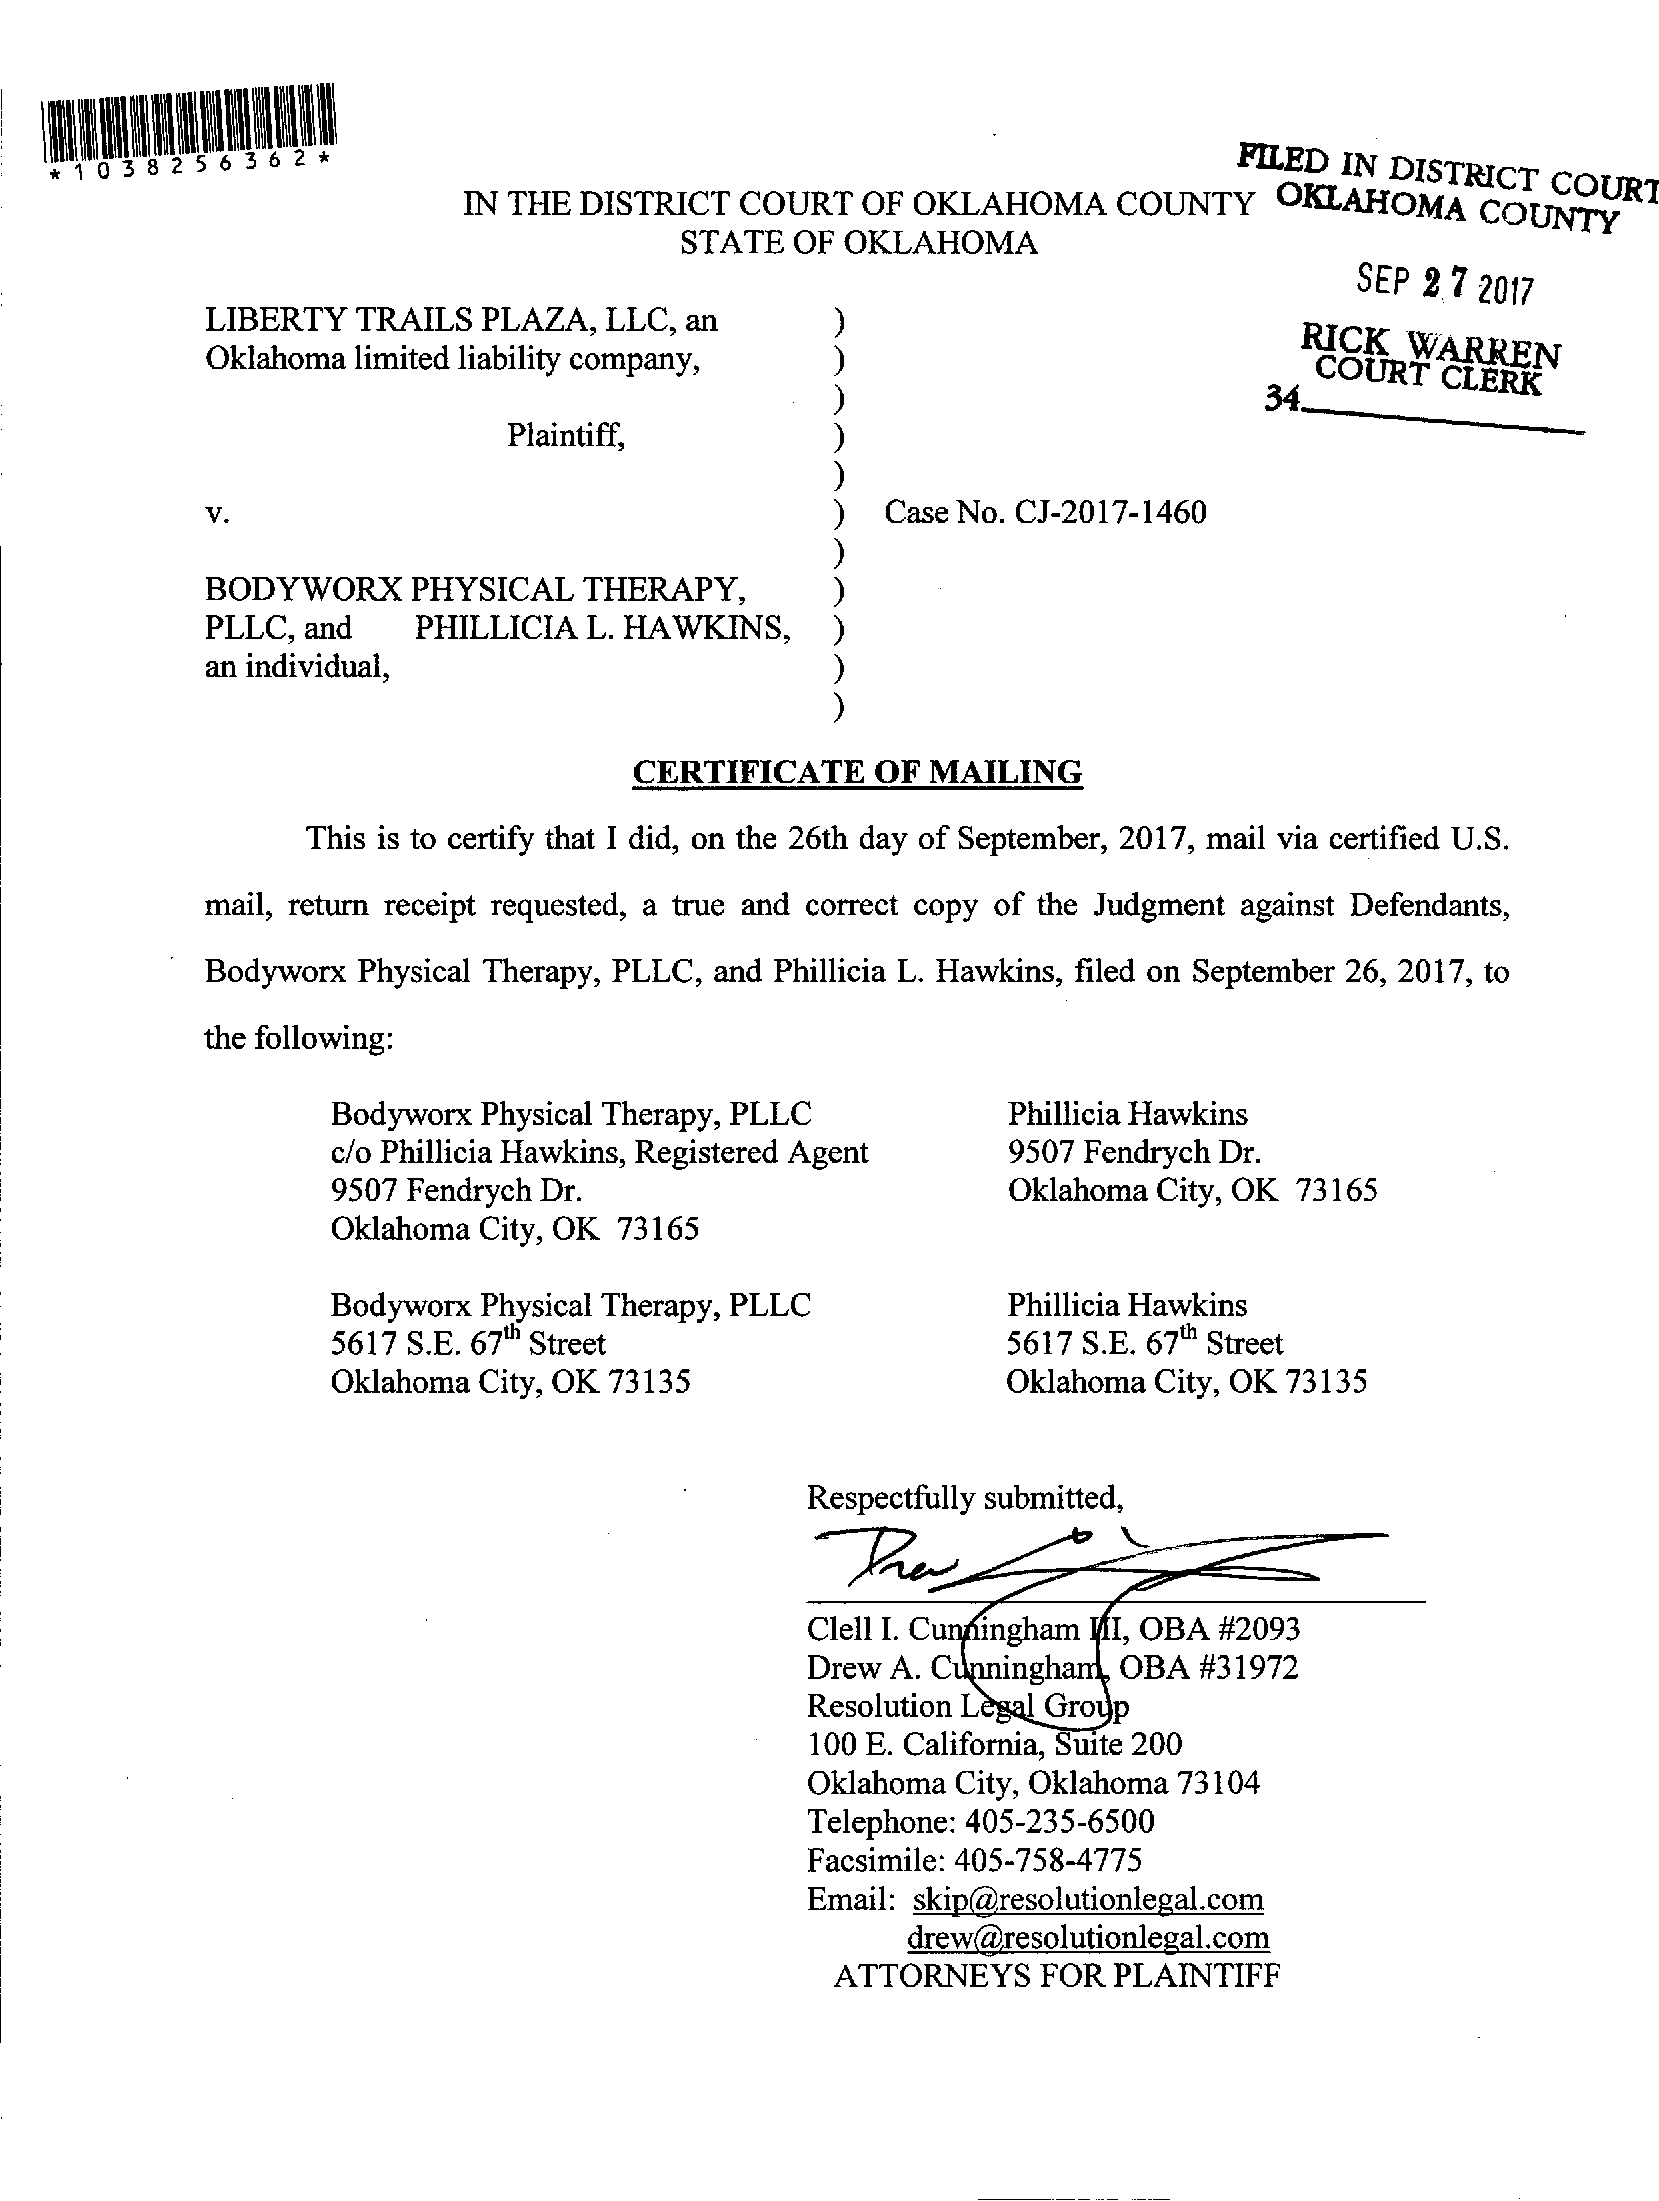 *1038256362*
FILED IN DISTRICT COURT
OKLAHOMA COUNTY
IN THE DISTRICT COURT OF OKLAHOMA COUNTY
STATE OF OKLAHOMA
SEP 27 2017
RICK WARREN
COURT CLERK
34
LIBERTY TRAILS PLAZA, LLC, an )
Oklahoma limited liability company, )
)
Plaintiff, )
)
v. ) Case No. CJ-2017-1460
)
BODYWORX PHYSICAL THERAPY, )
PLLC, and PHILLICIA L. HAWKINS, )
an individual, )
)
CERTIFICATE OF MAILING
This is to certify that I did, on the 26th day of September, 2017, mail via certified U.S.
mail, return receipt requested, a true and correct copy of the Judgment against Defendants,
Bodyworx Physical Therapy, PLLC, and Phillicia L. Hawkins, filed on September 26, 2017, to
the following:
Bodyworx Physical Therapy, PLLC
c/o Phillicia Hawkins, Registered Agent
9507 Fendrych Dr.
Oklahoma City, OK 73165
Phillicia Hawkins
9507 Fendrych Dr.
Oklahoma City, OK 73165
Bodyworx Physical Therapy, PLLC
5617 S.E. 67th Street
Oklahoma City, OK 73135
Phillicia Hawkins
5617 S.E. 67th Street
Oklahoma City, OK 73135
Respectfully submitted,
Drew
Clell I. Cunningham III, OBA #2093
Drew A. Cunningham, OBA #31972
Resolution Legal Group
100 E. California, Suite 200
Oklahoma City, Oklahoma 73104
Telephone: 405-235-6500
Facsimile: 405-758-4775
Email: skip@resolutionlegal.com
drew@resolutionlegal.com
ATTORNEYS FOR PLAINTIFF